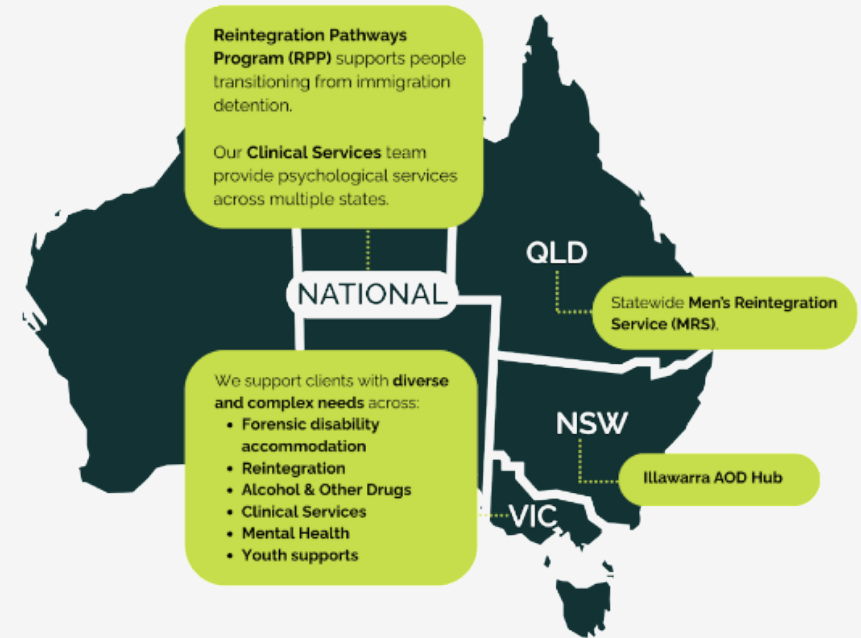 Reintegration Pathways
Program (RPP) supports people
transitioning from immigration
detention.
Our Clinical Services team
provide psychological services
across multiple states.
NATIONAL
QLD
Statewide Men's Reintegration
Service (MRS).
We support clients with diverse
and complex needs across:
• Forensic disability
accommodation
• Reintegration
• Alcohol & Other Drugs
• Clinical Services
• Mental Health
• Youth supports
NSW
Illawarra AOD Hub
VIC